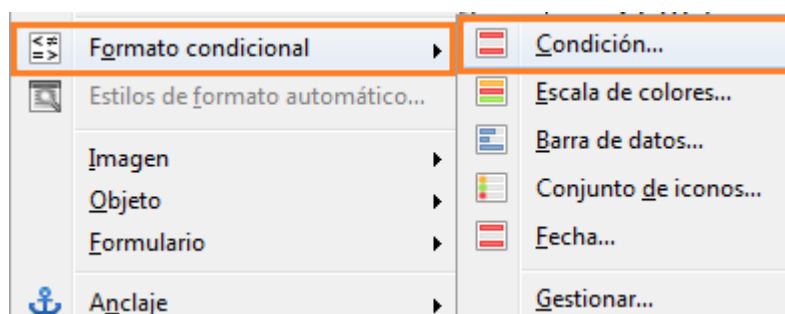 Formato condicional
Estilos de formato automático...
Imagen
Objeto
Formulario
Anclaje
Condición...
Escala de colores...
Barra de datos...
Conjunto de iconos...
Fecha...
Gestionar...